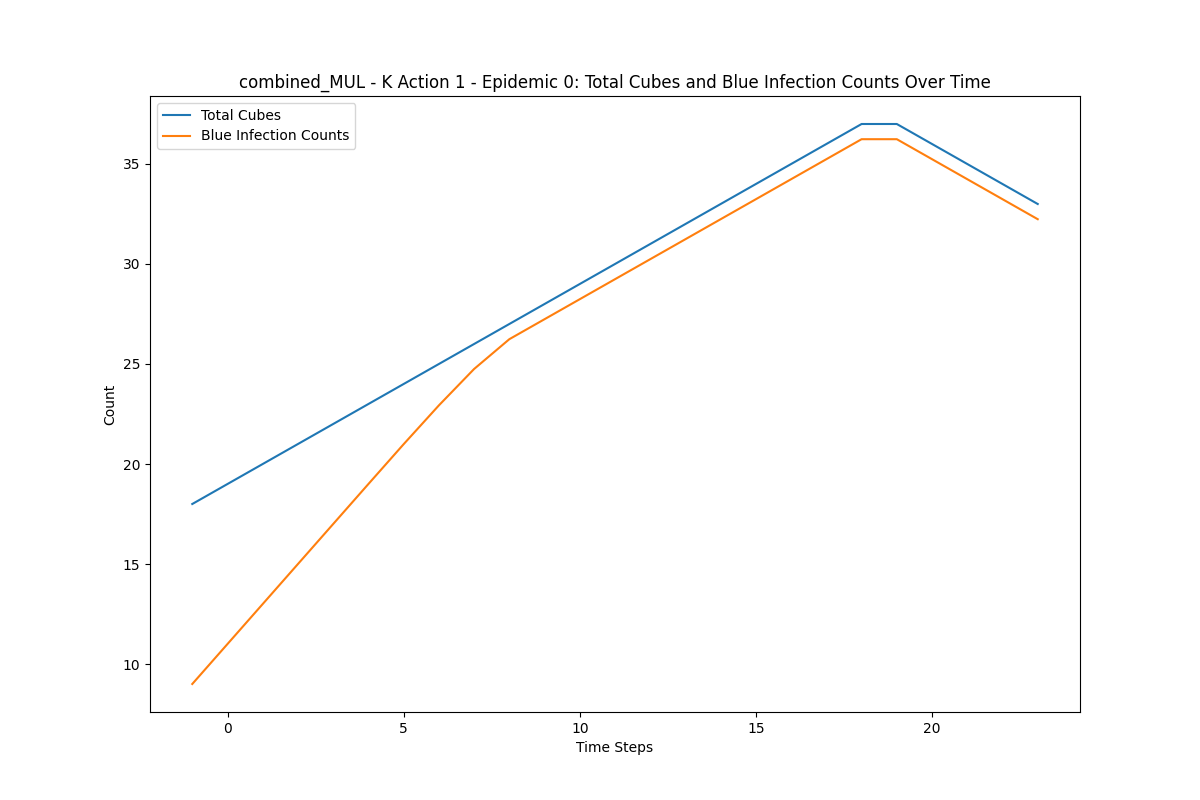 combined_MUL - K Action 1 - Epidemic 0: Total Cubes and Blue Infection Counts Over Time
Total Cubes
Blue Infection Counts
35
30
25
20
15
10
Count
0 5 10 15 20
Time Steps